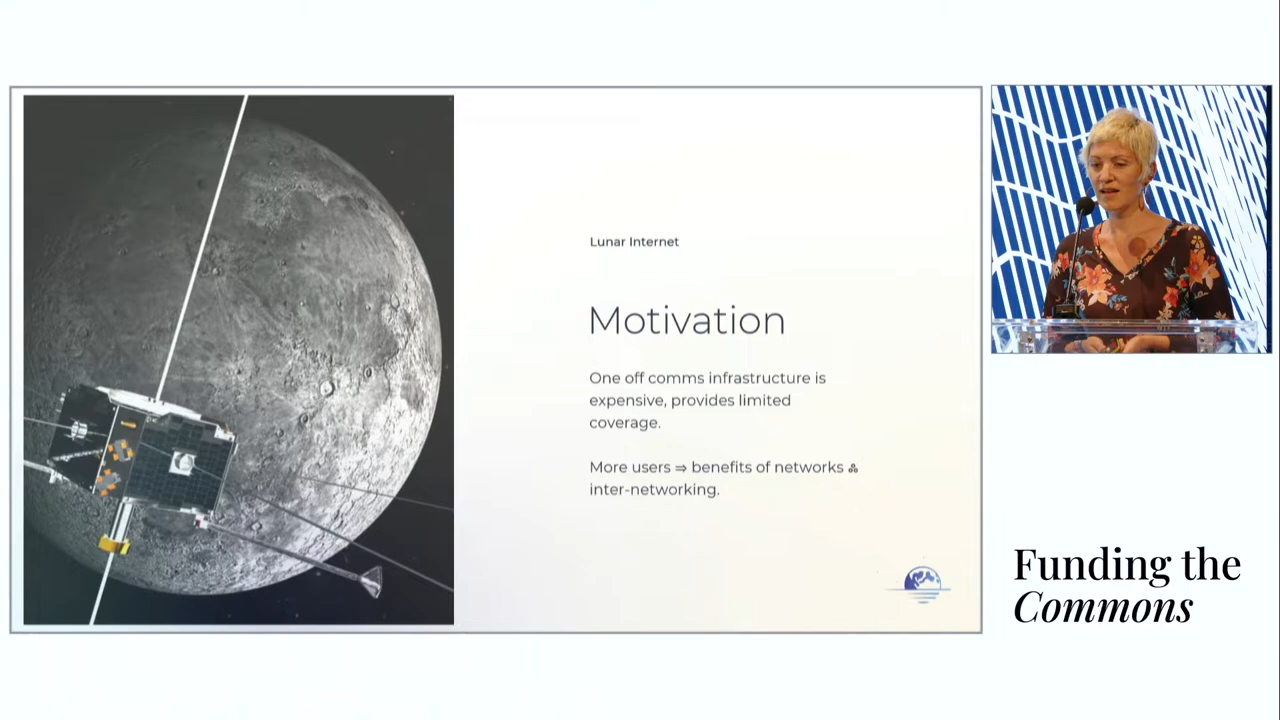 Lunar Internet
Motivation
One off comms infrastructure is
expensive, provides limited
coverage.
More users ⇒ benefits of networks &
inter-networking.
Funding the
Commons